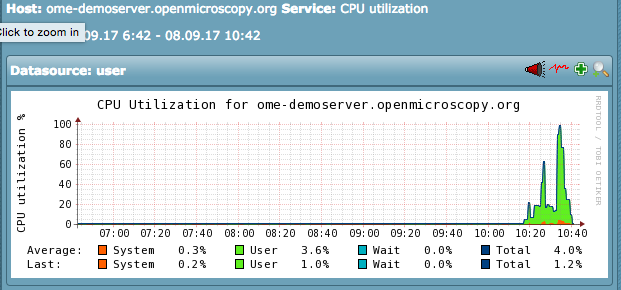 Host: ome-demoserver.openmicroscopy.org Service: CPU utilization
Click to zoom in
09.17 6:42 - 08.09.17 10:42
Datasource: user
CPU Utilization for ome-demoserver.openmicroscopy.org
RRDTOOL / TOBI OETIKER
CPU utilization %
100
80
60
40
20
0
07:00 07:20 07:40 08:00 08:20 08:40 09:00 09:20 09:40 10:00 10:20 10:40
Average: System 0.3% User 3.6% Wait 0.0% Total 4.0%
Last: System 0.2% User 1.0% Wait 0.0% Total 1.2%